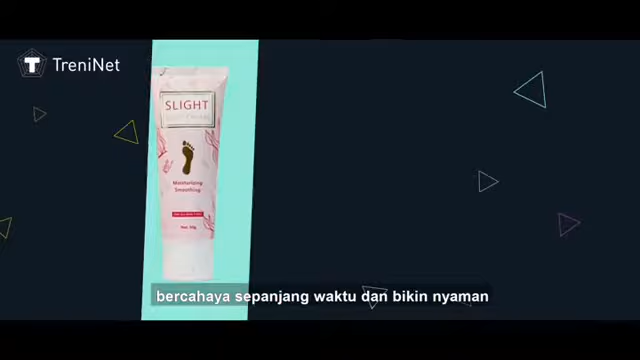 TreniNet
SLIGHT
Moisturizing
Smoothing
bercahaya sepanjang waktu dan bikin nyaman